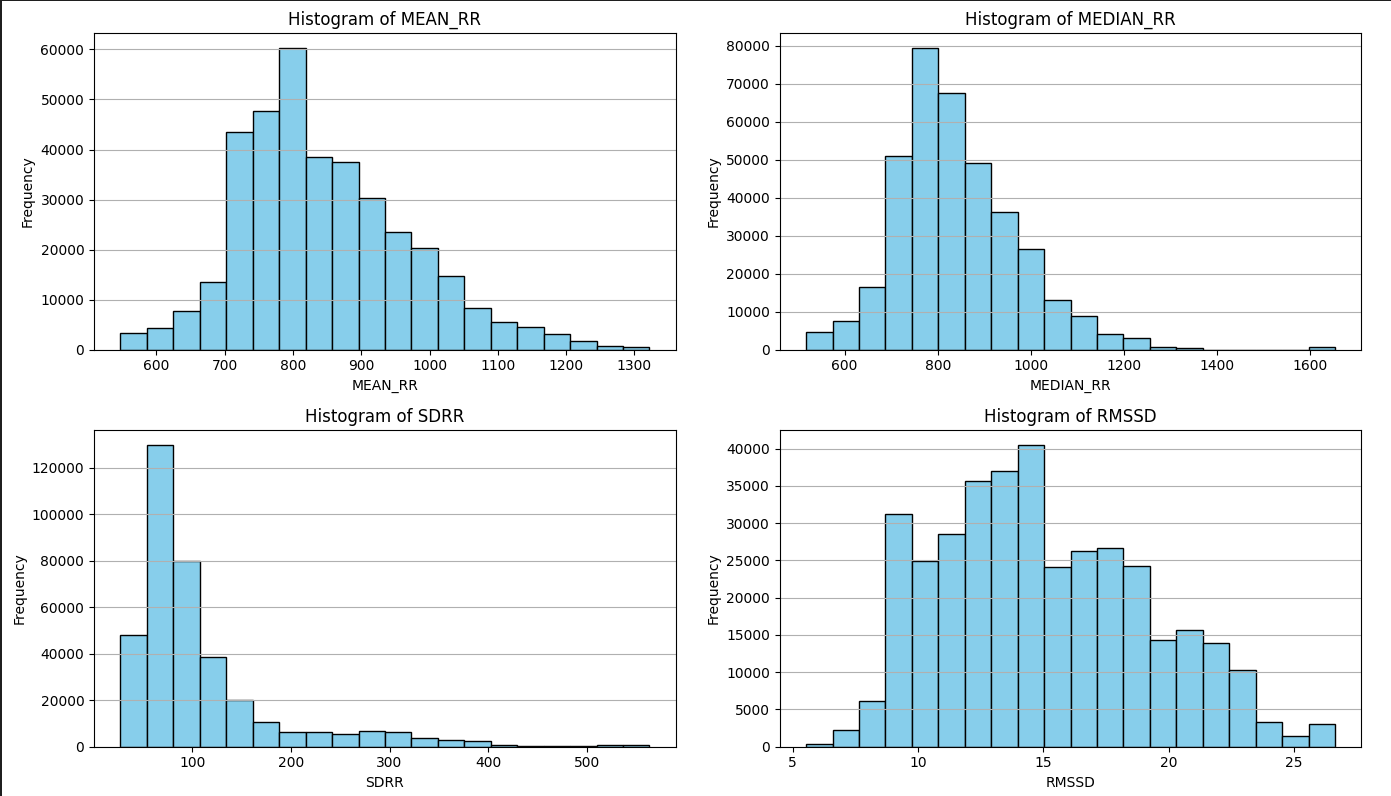 Histogram of MEAN_RR
60000
50000
40000
30000
20000
10000
0
Frequency
600 700 800 900 1000 1100 1200 1300
MEAN_RR
Histogram of MEDIAN_RR
80000
70000
60000
50000
40000
30000
20000
10000
0
Frequency
600 800 1000 1200 1400 1600
MEDIAN_RR
Histogram of SDRR
120000
100000
80000
60000
40000
20000
0
Frequency
100 200 300 400 500
SDRR
Histogram of RMSSD
40000
35000
30000
25000
20000
15000
10000
5000
0
Frequency
5 10 15 20 25
RMSSD